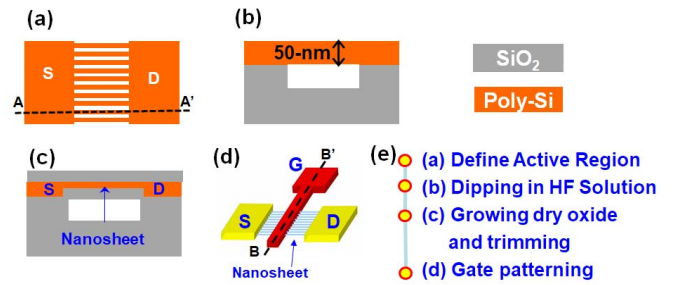 (a)
S
D
A
A'
(b)
50-nm
SiO2
Poly-Si
(c)
S
D
Nanosheet
(d)
B'
G
S
D
B
Nanosheet
(e)
(a) Define Active Region
(b) Dipping in HF Solution
(c) Growing dry oxide
and trimming
(d) Gate patterning